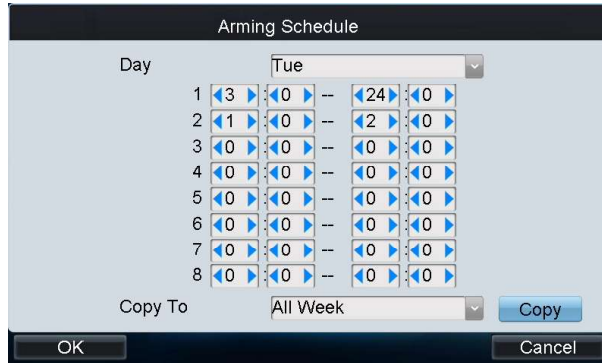 Arming Schedule
Day Tue
1 3 : 0 -- 24 : 0
2 1 : 0 -- 2 : 0
3 0 : 0 -- 0 : 0
4 0 : 0 -- 0 : 0
5 0 : 0 -- 0 : 0
6 0 : 0 -- 0 : 0
7 0 : 0 -- 0 : 0
8 0 : 0 -- 0 : 0
Copy To All Week Copy
OK Cancel